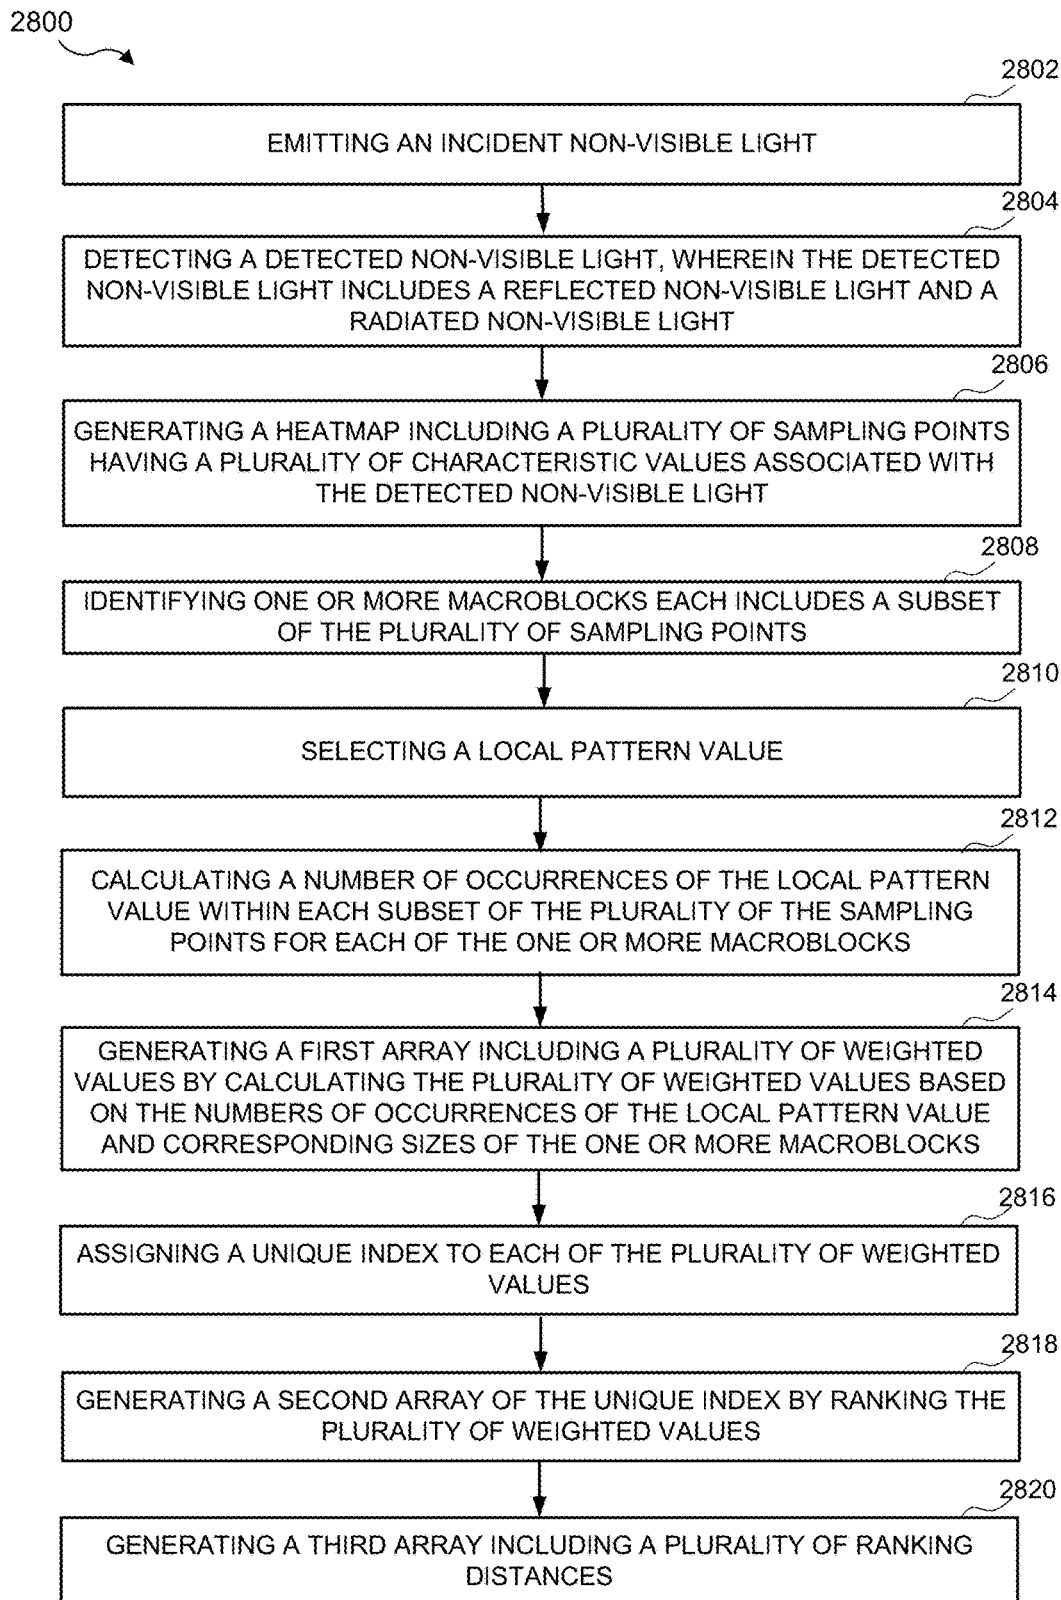 2800
2802
EMITTING AN INCIDENT NON-VISIBLE LIGHT
2804
DETECTING A DETECTED NON-VISIBLE LIGHT, WHEREIN THE DETECTED
NON-VISIBLE LIGHT INCLUDES A REFLECTED NON-VISIBLE LIGHT AND A
RADIATED NON-VISIBLE LIGHT
2806
GENERATING A HEATMAP INCLUDING A PLURALITY OF SAMPLING POINTS
HAVING A PLURALITY OF CHARACTERISTIC VALUES ASSOCIATED WITH
THE DETECTED NON-VISIBLE LIGHT
2808
IDENTIFYING ONE OR MORE MACROBLOCKS EACH INCLUDES A SUBSET
OF THE PLURALITY OF SAMPLING POINTS
2810
SELECTING A LOCAL PATTERN VALUE
2812
CALCULATING A NUMBER OF OCCURRENCES OF THE LOCAL PATTERN
VALUE WITHIN EACH SUBSET OF THE PLURALITY OF THE SAMPLING
POINTS FOR EACH OF THE ONE OR MORE MACROBLOCKS
2814
GENERATING A FIRST ARRAY INCLUDING A PLURALITY OF WEIGHTED
VALUES BY CALCULATING THE PLURALITY OF WEIGHTED VALUES BASED
ON THE NUMBERS OF OCCURRENCES OF THE LOCAL PATTERN VALUE
AND CORRESPONDING SIZES OF THE ONE OR MORE MACROBLOCKS
2816
ASSIGNING A UNIQUE INDEX TO EACH OF THE PLURALITY OF WEIGHTED
VALUES
2818
GENERATING A SECOND ARRAY OF THE UNIQUE INDEX BY RANKING THE
PLURALITY OF WEIGHTED VALUES
2820
GENERATING A THIRD ARRAY INCLUDING A PLURALITY OF RANKING
DISTANCES